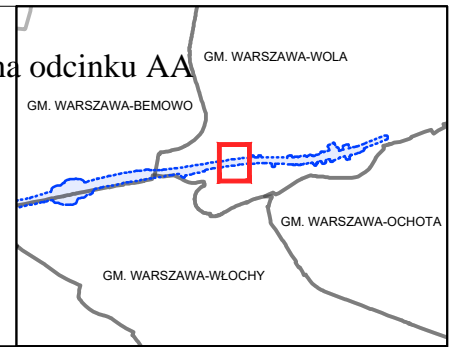 na odcinku AA
GM. WARSZAWA-WOLA
GM. WARSZAWA-BEMOWO
GM. WARSZAWA-OCHOTA
GM. WARSZAWA-WŁOCHY